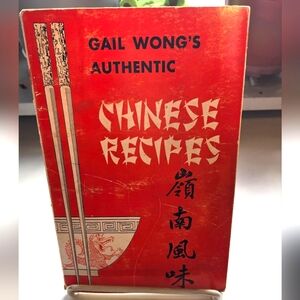 GAIL WONG'S
AUTHENTIC
CHINESE
RECIPES
嶺南風味